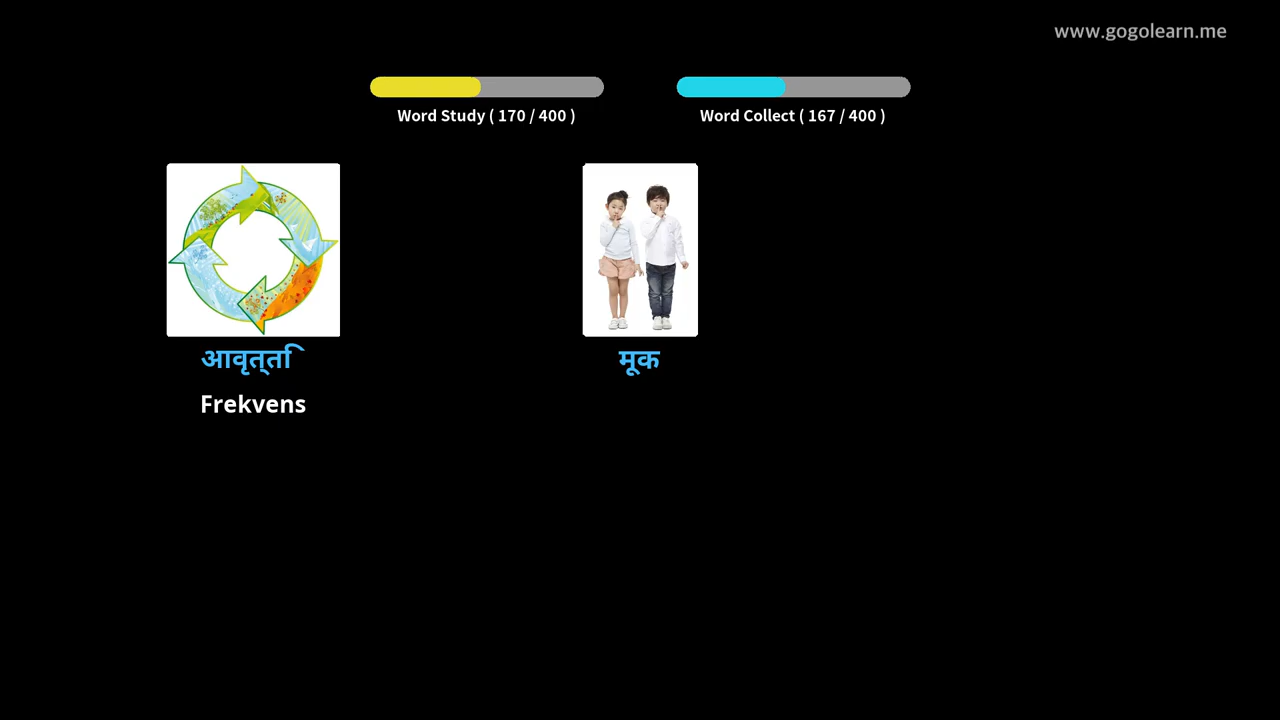 www.gogolearn.me
Word Study ( 170 / 400 )
Word Collect ( 167 / 400 )
आवृत्ति
मूक
Frekvens